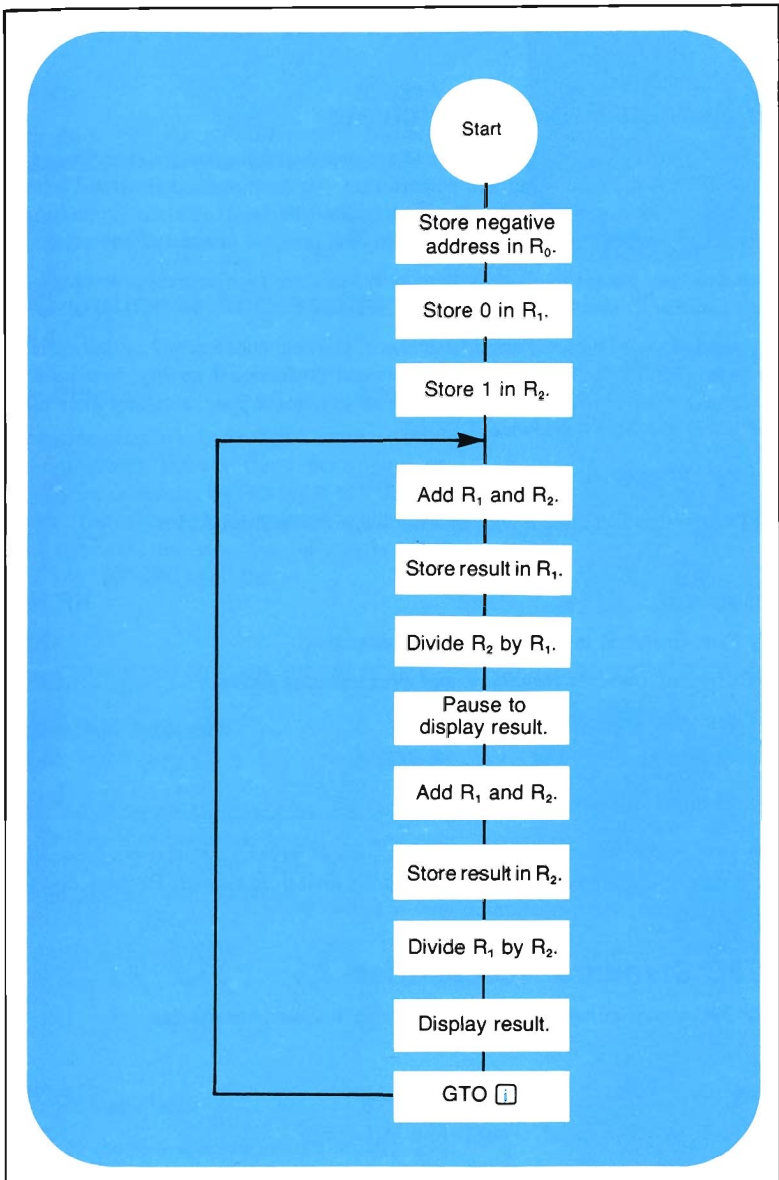 Start
Store negative
address in R₀.
Store 0 in R₁.
Store 1 in R₂.
Add R₁ and R₂.
Store result in R₁.
Divide R₂ by R₁.
Pause to
display result.
Add R₁ and R₂.
Store result in R₂.
Divide R₁ by R₂.
Display result.
GTO i